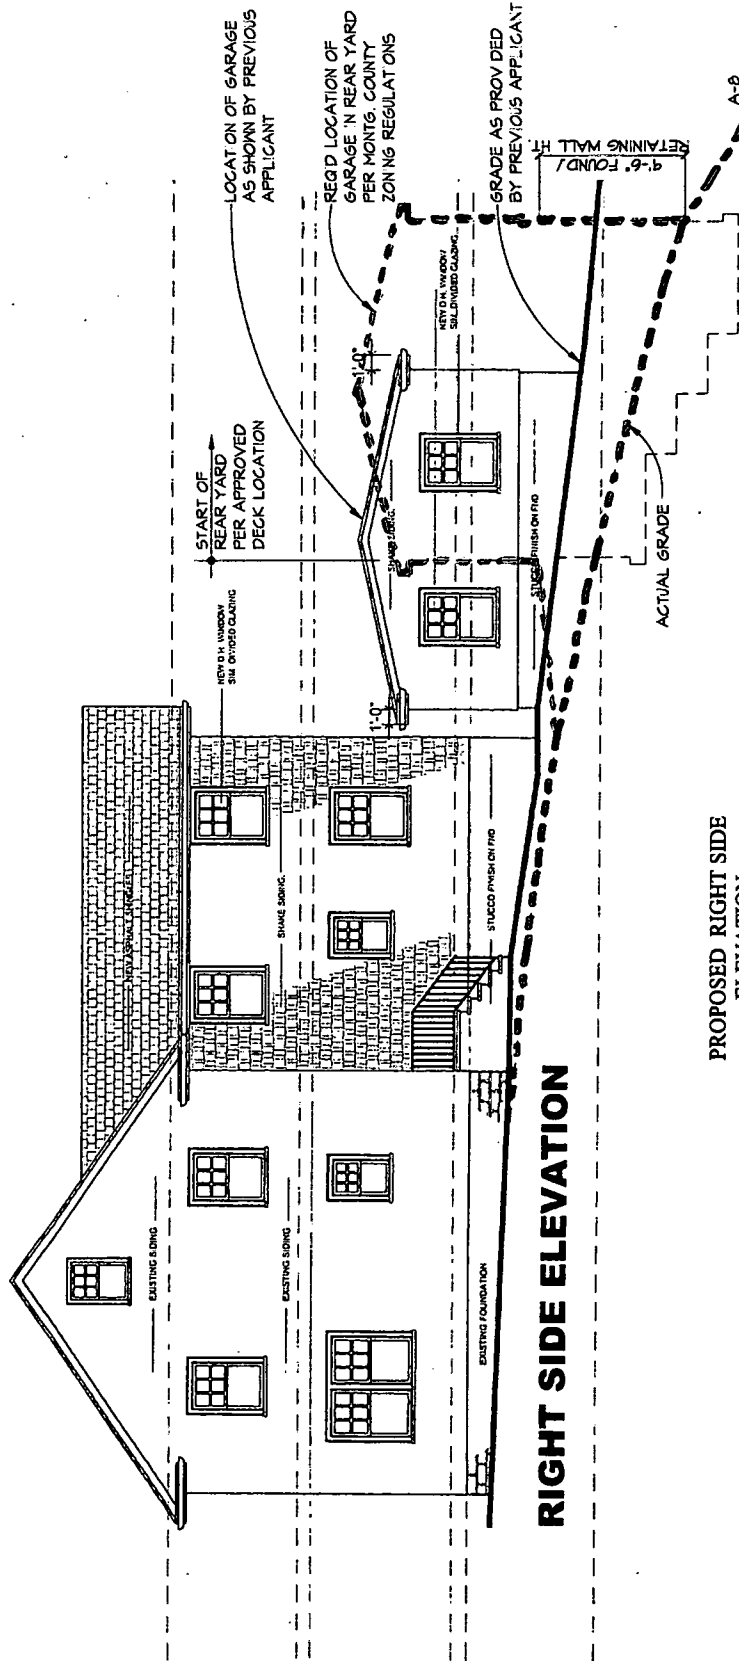 LOCATION OF GARAGE
AS SHOWN BY PREVIOUS
APPLICANT
REQ'D LOCATION OF
GARAGE IN REAR YARD
PER MONTG. COUNTY
ZONING REGULATIONS
GRADE AS PROVIDED
BY PREVIOUS APPLICANT
9'-6" FOUND/
RETAINING WALL HT.
A-8
START OF
REAR YARD
PER APPROVED
DECK LOCATION
1'-0"
NEW D.H. WINDOW
SIM. DIVIDED GLAZING
SHAKE SIDING.
STUCCO FINISH ON FND
ACTUAL GRADE
1'-0"
NEW D.H. WINDOW
SIM. DIVIDED GLAZING
NEW ASPHALT SHINGLES
SHAKE SIDING.
STUCCO FINISH ON FND
EXISTING SIDING
EXISTING SIDING
EXISTING FOUNDATION
RIGHT SIDE ELEVATION
PROPOSED RIGHT SIDE
ELEVATION